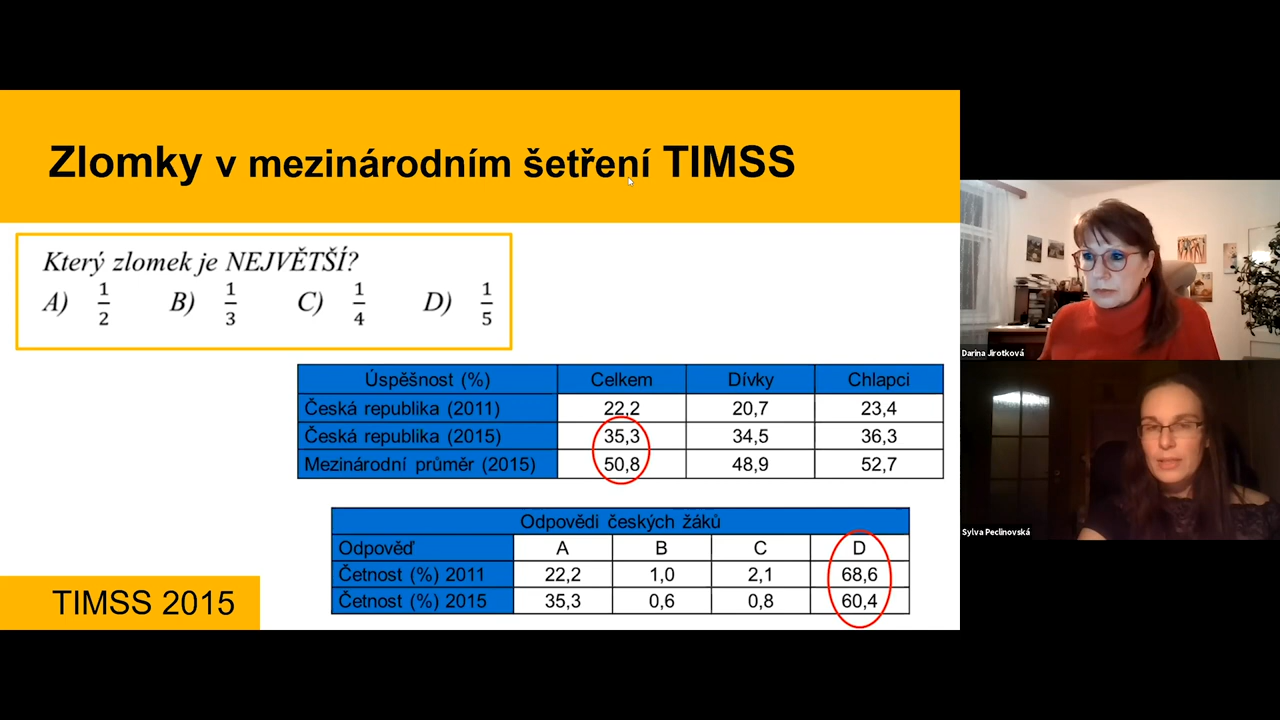 Zlomky v mezinárodním šetření TIMSS
Který zlomek je NEJVĚTŠÍ?
A) 1/2 B) 1/3 C) 1/4 D) 1/5
Úspěšnost (%) Celkem Dívky Chlapci
Česká republika (2011) 22,2 20,7 23,4
Česká republika (2015) 35,3 34,5 36,3
Mezinárodní průměr (2015) 50,8 48,9 52,7
Odpovědi českých žáků
Odpověď A B C D
Četnost (%) 2011 22,2 1,0 2,1 68,6
Četnost (%) 2015 35,3 0,6 0,8 60,4
TIMSS 2015
Darina Jirotková
Sylva Peclinovská